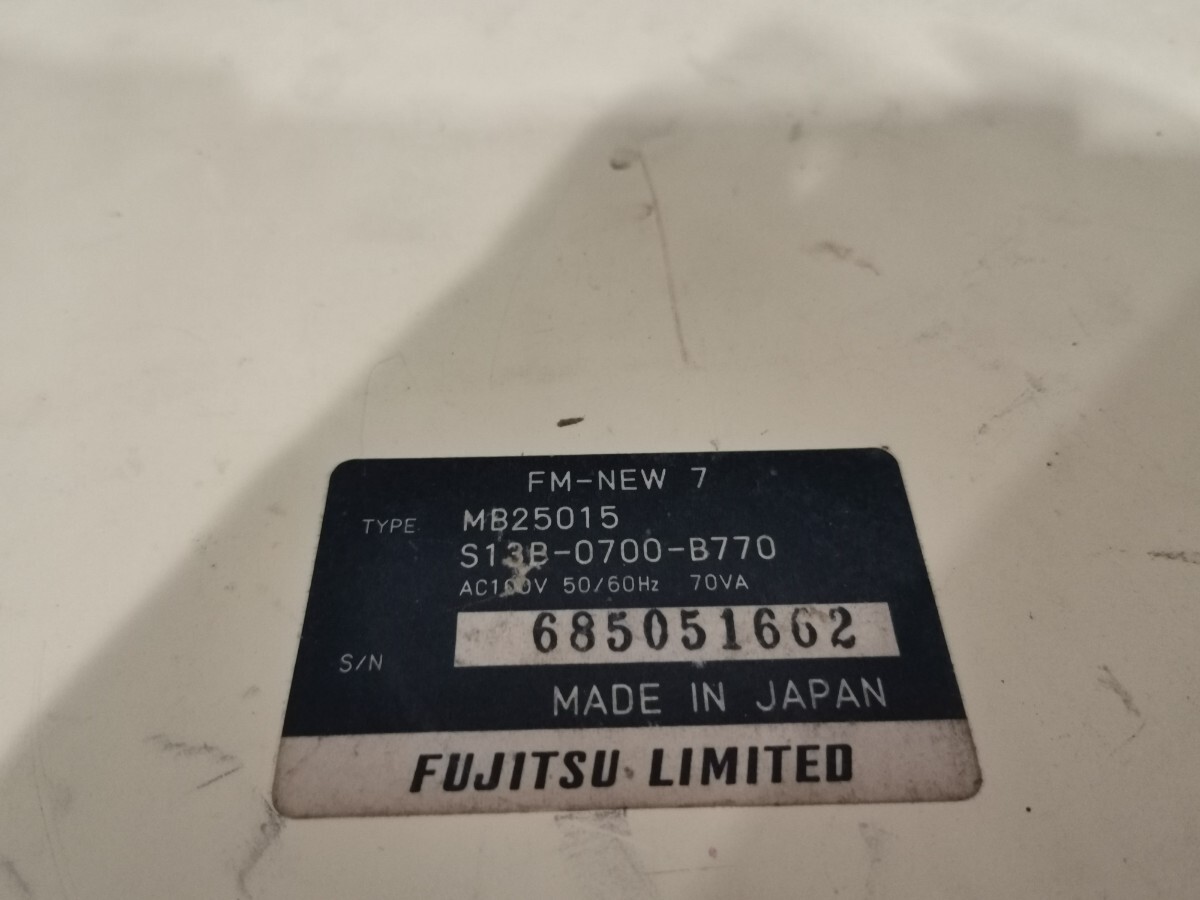 FM-NEW 7
TYPE MB25015
S13B-0700-B770
AC100V 50/60Hz 70VA
S/N 685051662
MADE IN JAPAN
FUJITSU LIMITED